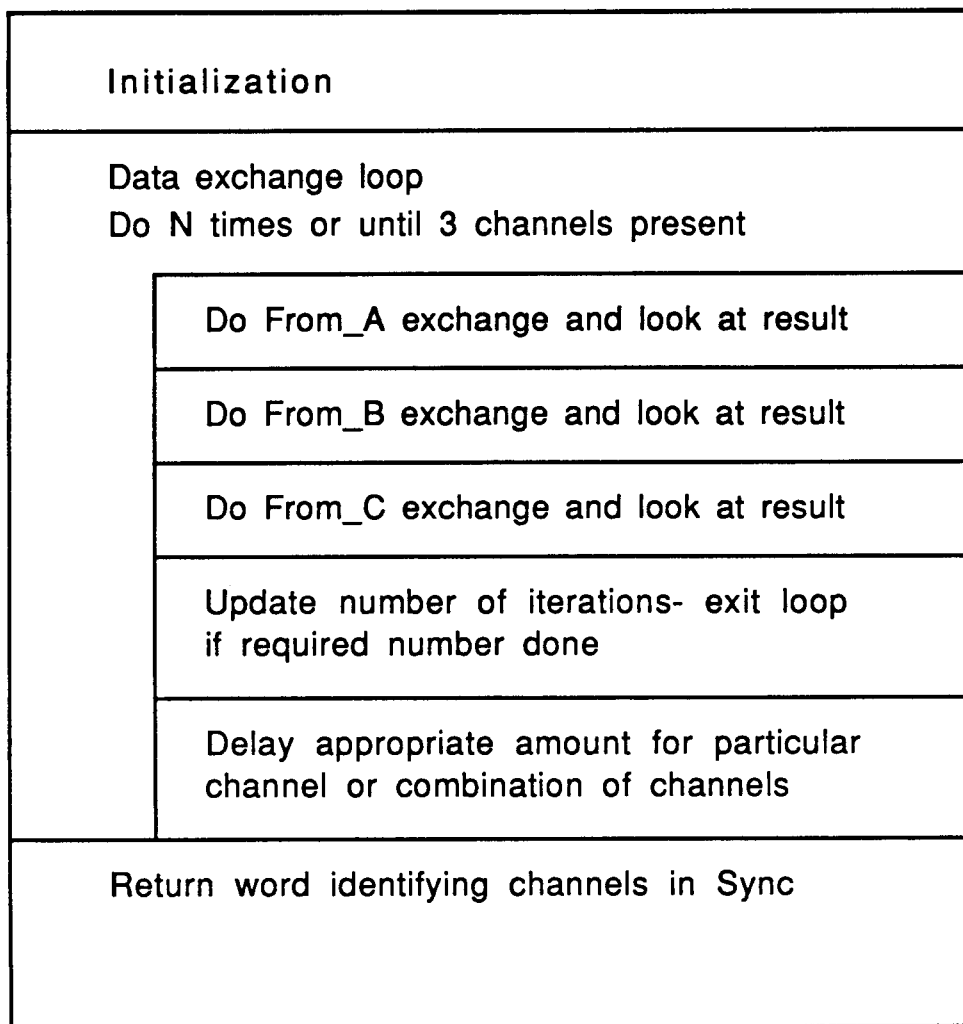 Initialization
Data exchange loop
Do N times or until 3 channels present
Do From_A exchange and look at result
Do From_B exchange and look at result
Do From_C exchange and look at result
Update number of iterations- exit loop
if required number done
Delay appropriate amount for particular
channel or combination of channels
Return word identifying channels in Sync